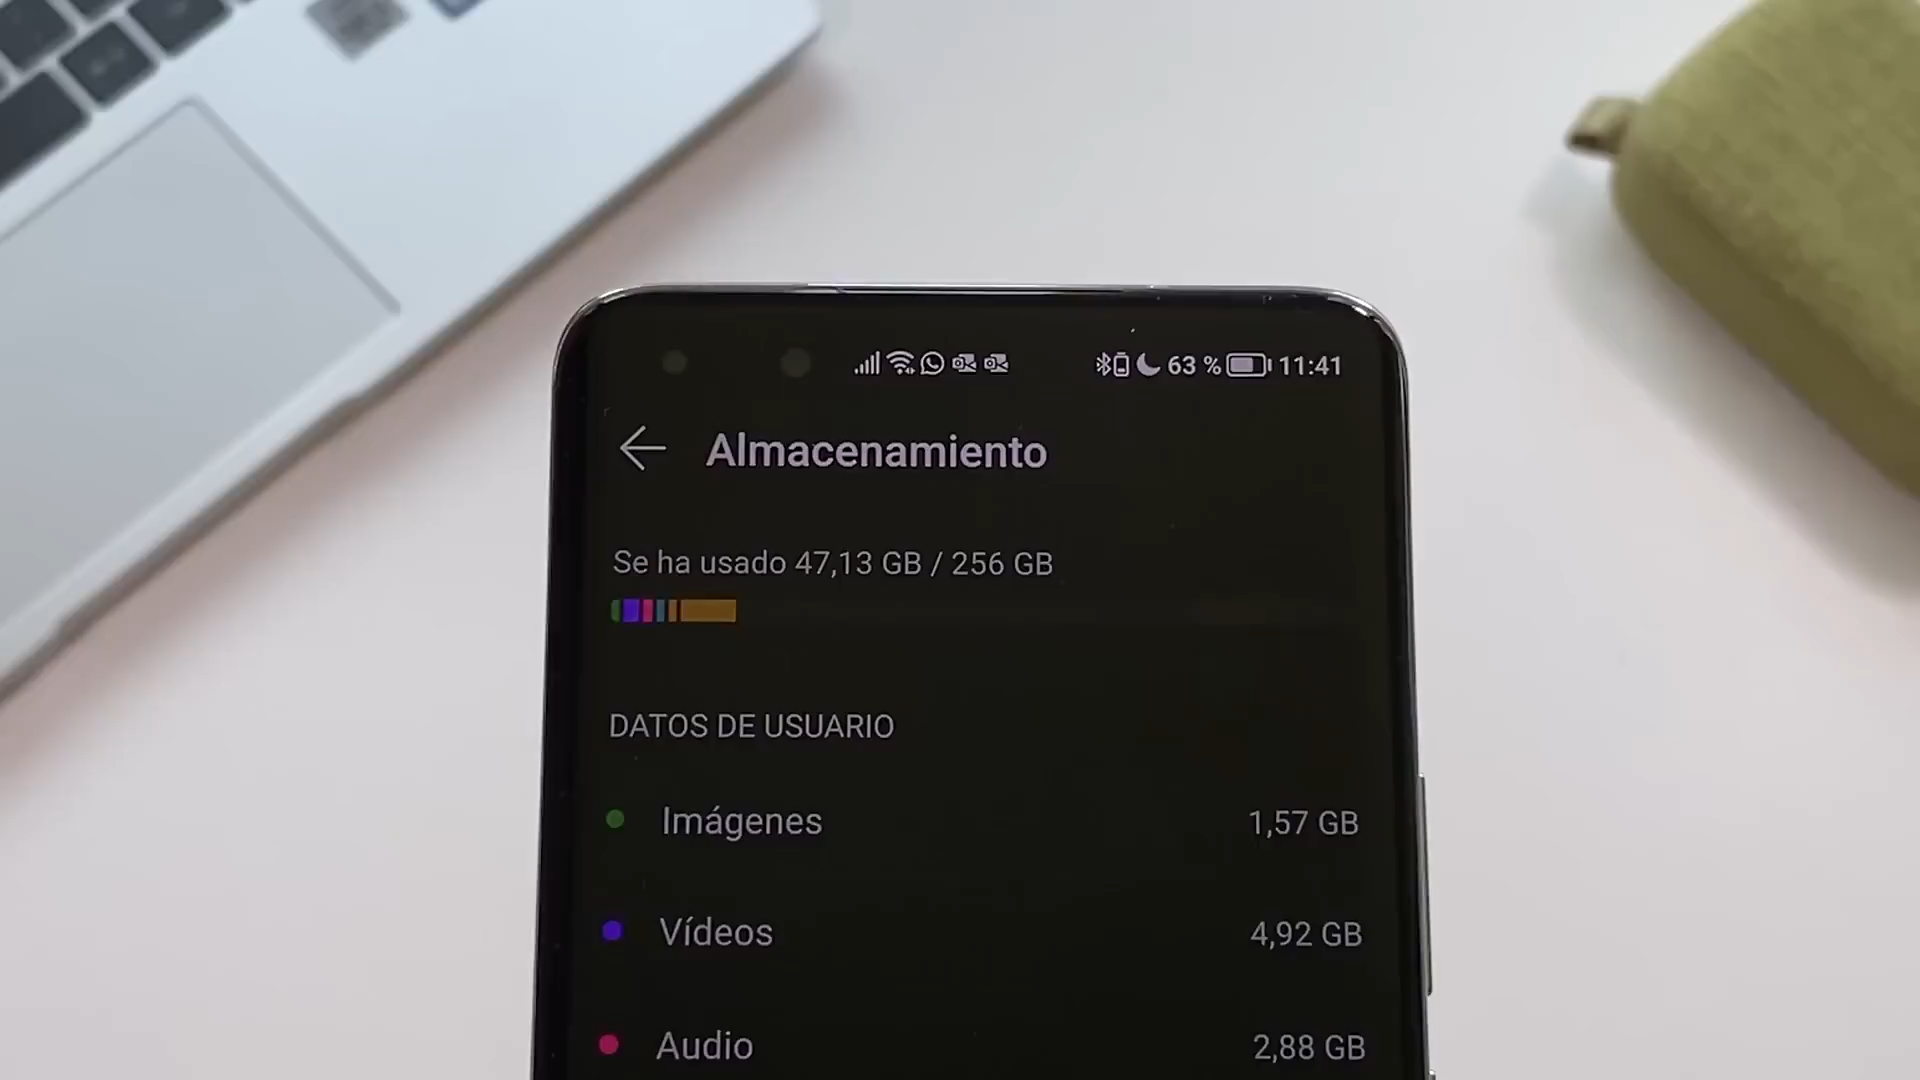 63 % 11:41
Almacenamiento
Se ha usado 47,13 GB / 256 GB
DATOS DE USUARIO
Imágenes 1,57 GB
Vídeos 4,92 GB
Audio 2,88 GB